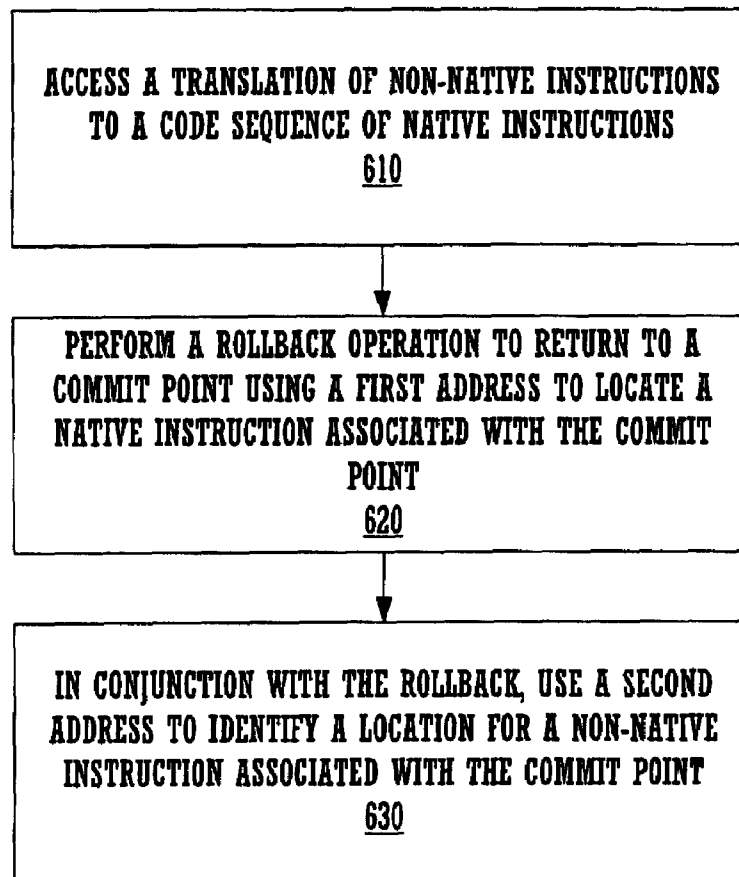 ACCESS A TRANSLATION OF NON-NATIVE INSTRUCTIONS
TO A CODE SEQUENCE OF NATIVE INSTRUCTIONS
610
PERFORM A ROLLBACK OPERATION TO RETURN TO A
COMMIT POINT USING A FIRST ADDRESS TO LOCATE A
NATIVE INSTRUCTION ASSOCIATED WITH THE COMMIT
POINT
620
IN CONJUNCTION WITH THE ROLLBACK, USE A SECOND
ADDRESS TO IDENTIFY A LOCATION FOR A NON-NATIVE
INSTRUCTION ASSOCIATED WITH THE COMMIT POINT
630